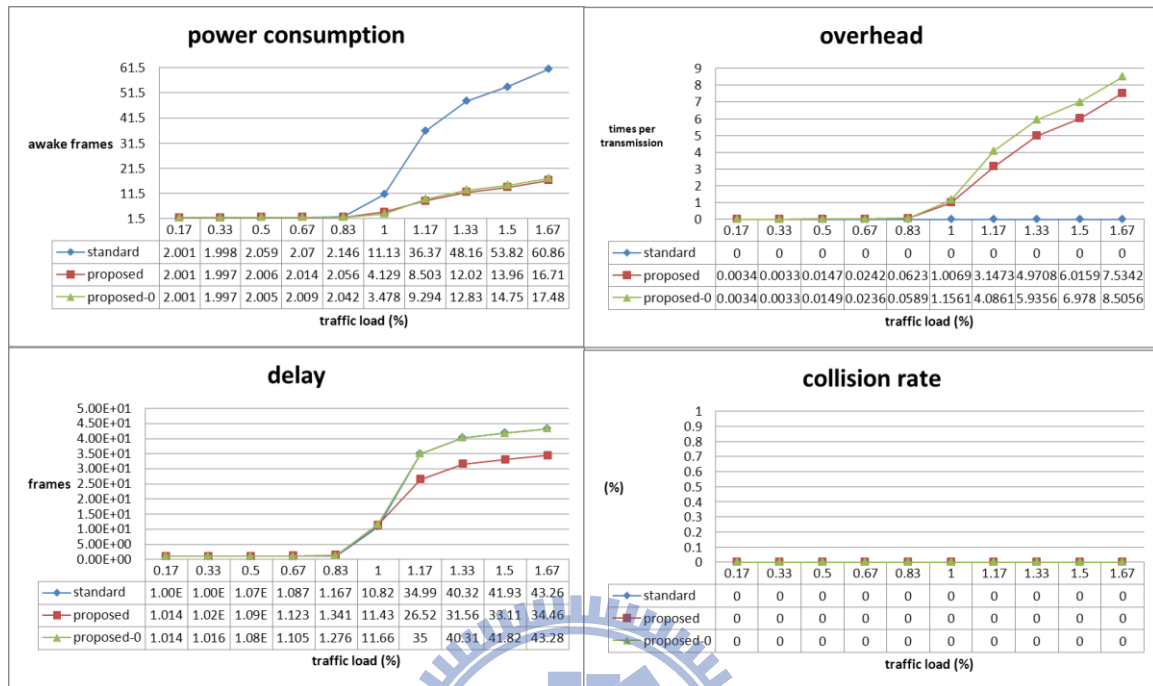 power consumption
61.5
51.5
41.5
31.5
21.5
11.5
1.5
awake frames
0.17 0.33 0.5 0.67 0.83 1 1.17 1.33 1.5 1.67
standard 2.001 1.998 2.059 2.07 2.146 11.13 36.37 48.16 53.82 60.86
proposed 2.001 1.997 2.006 2.014 2.056 4.129 8.503 12.02 13.96 16.71
proposed-0 2.001 1.997 2.005 2.009 2.042 3.478 9.294 12.83 14.75 17.48
traffic load (%)
overhead
9
8
7
6
5
4
3
2
1
0
times per
transmission
0.17 0.33 0.5 0.67 0.83 1 1.17 1.33 1.5 1.67
standard 0 0 0 0 0 0 0 0 0 0
proposed 0.0034 0.0033 0.0147 0.0242 0.0623 1.0069 3.1473 4.9708 6.0159 7.5342
proposed-0 0.0034 0.0033 0.0149 0.0236 0.0589 1.1561 4.0861 5.9356 6.978 8.5056
traffic load (%)
delay
5.00E+01
4.50E+01
4.00E+01
3.50E+01
3.00E+01
2.50E+01
2.00E+01
1.50E+01
1.00E+01
5.00E+00
0.00E+00
frames
0.17 0.33 0.5 0.67 0.83 1 1.17 1.33 1.5 1.67
standard 1.00E 1.00E 1.07E 1.087 1.167 10.82 34.99 40.32 41.93 43.26
proposed 1.014 1.02E 1.09E 1.123 1.341 11.43 26.52 31.56 33.11 34.46
proposed-0 1.014 1.016 1.08E 1.105 1.276 11.66 35 40.31 41.82 43.28
traffic load (%)
collision rate
1
0.9
0.8
0.7
0.6
0.5
0.4
0.3
0.2
0.1
0
(%)
0.17 0.33 0.5 0.67 0.83 1 1.17 1.33 1.5 1.67
standard 0 0 0 0 0 0 0 0 0 0
proposed 0 0 0 0 0 0 0 0 0 0
proposed-0 0 0 0 0 0 0 0 0 0 0
traffic load (%)